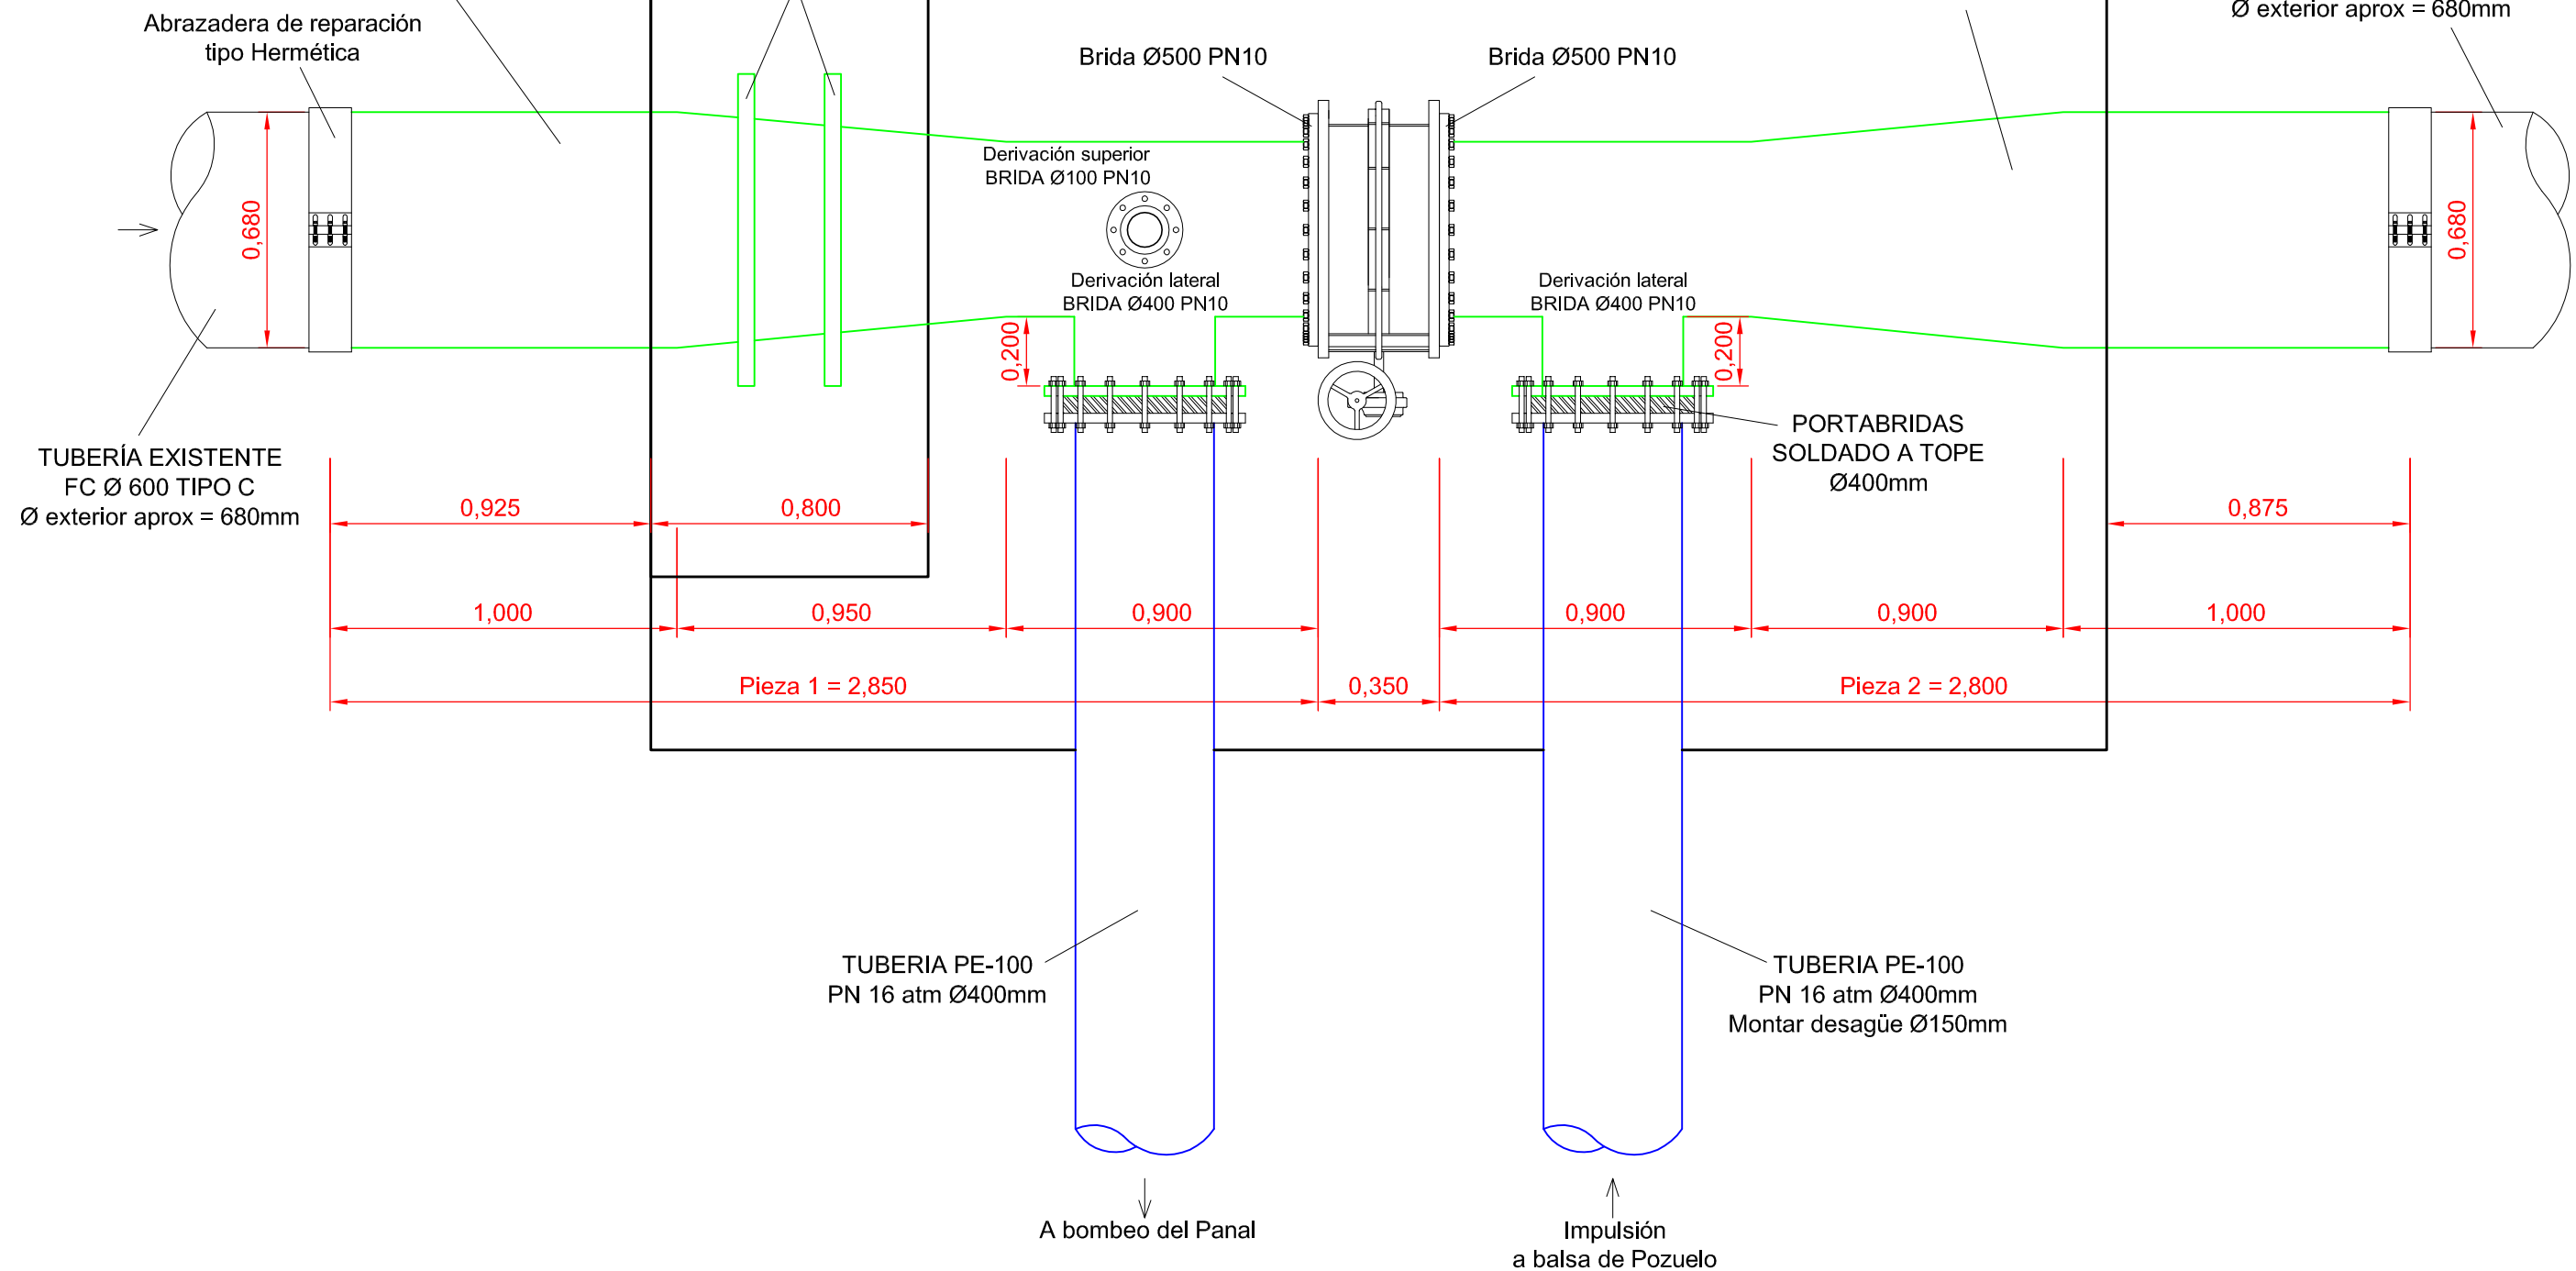 Abrazadera de reparación
tipo Hermética
Brida Ø500 PN10
Brida Ø500 PN10
Ø exterior aprox = 680mm
Derivación superior
BRIDA Ø100 PN10
0,680
0,680
Derivación lateral
BRIDA Ø400 PN10
Derivación lateral
BRIDA Ø400 PN10
0,200
0,200
TUBERÍA EXISTENTE
FC Ø 600 TIPO C
Ø exterior aprox = 680mm
PORTABRIDAS
SOLDADO A TOPE
Ø400mm
0,925
0,800
0,875
1,000
0,950
0,900
0,900
0,900
1,000
Pieza 1 = 2,850
0,350
Pieza 2 = 2,800
TUBERIA PE-100
PN 16 atm Ø400mm
TUBERIA PE-100
PN 16 atm Ø400mm
Montar desagüe Ø150mm
A bombeo del Panal
Impulsión
a balsa de Pozuelo